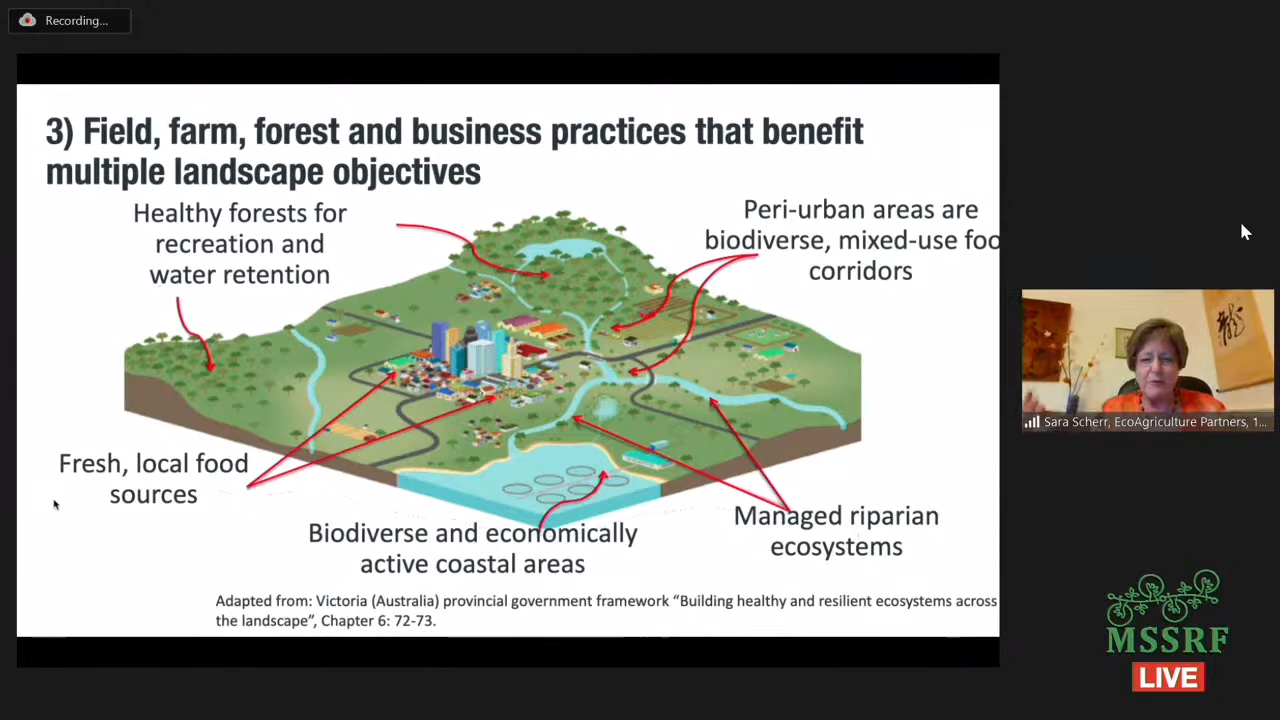 Recording...
3) Field, farm, forest and business practices that benefit
multiple landscape objectives
Healthy forests for
recreation and
water retention
Peri-urban areas are
biodiverse, mixed-use foo
corridors
Fresh, local food
sources
Biodiverse and economically
active coastal areas
Managed riparian
ecosystems
Adapted from: Victoria (Australia) provincial government framework “Building healthy and resilient ecosystems across
the landscape”, Chapter 6: 72-73.
Sara Scherr, EcoAgriculture Partners, 1...
MSSRF
LIVE